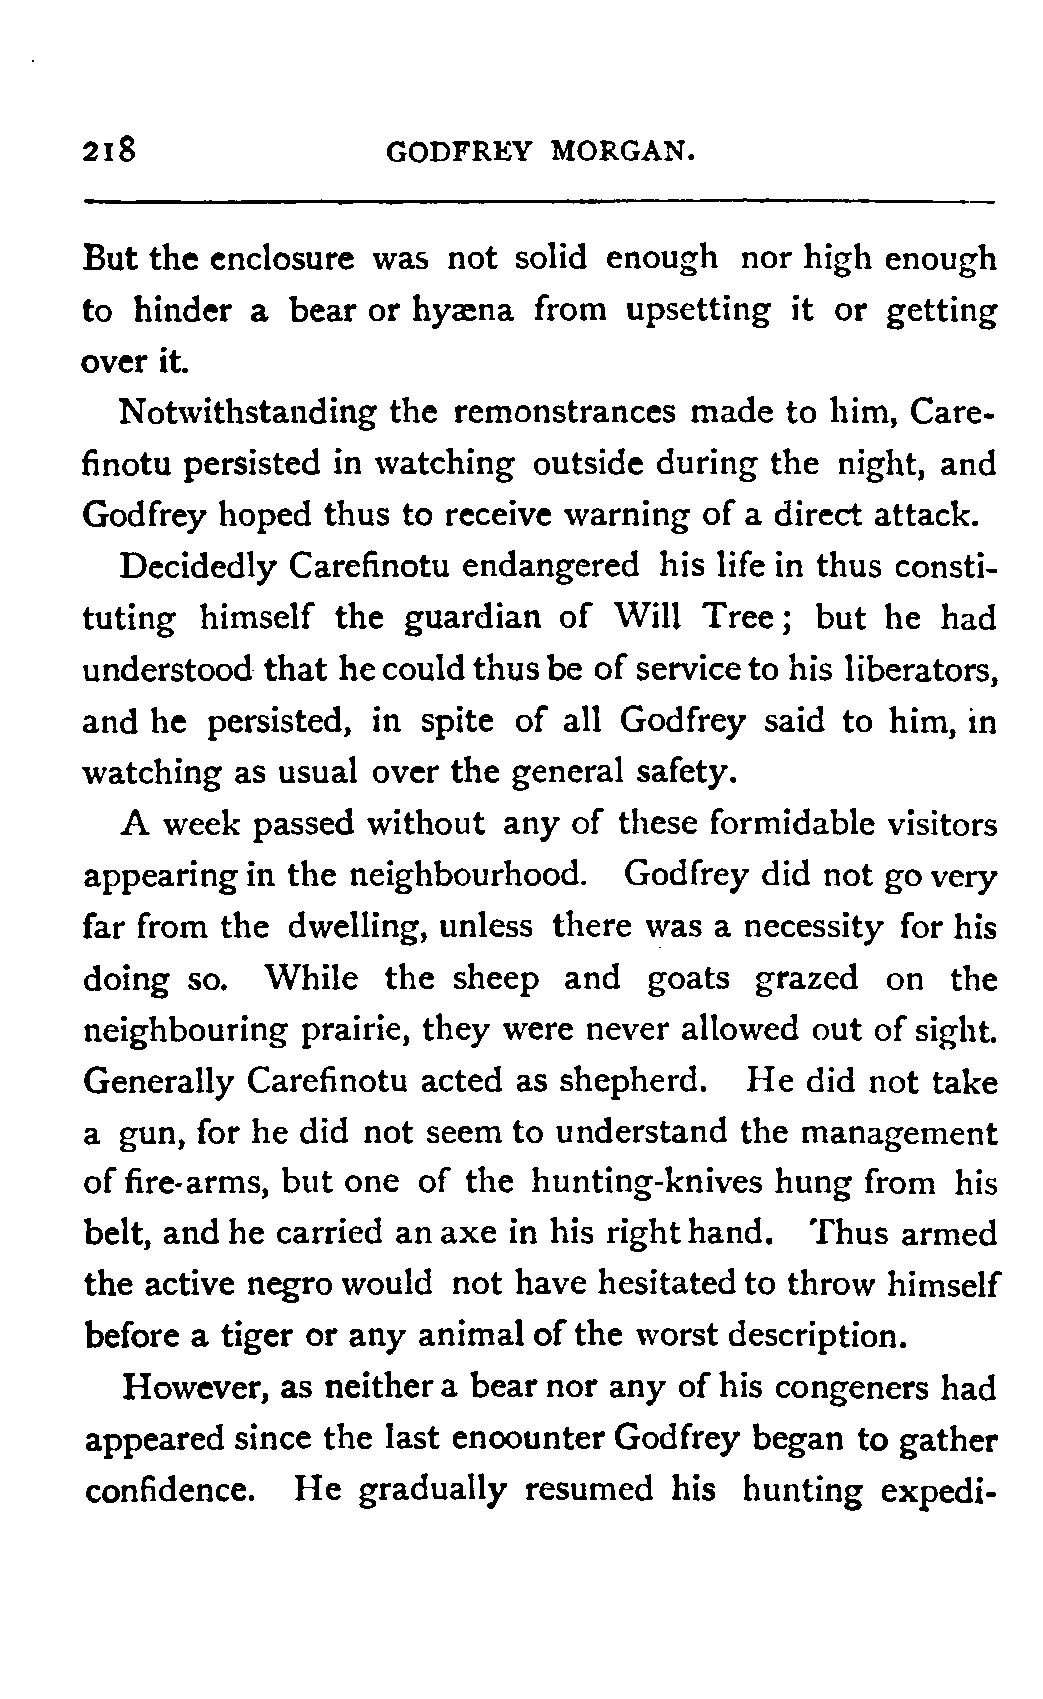 218 GODFREY MORGAN.
But the enclosure was not solid enough nor high enough
to hinder a bear or hyæna from upsetting it or getting
over it.
Notwithstanding the remonstrances made to him, Care-
finotu persisted in watching outside during the night, and
Godfrey hoped thus to receive warning of a direct attack.
Decidedly Carefinotu endangered his life in thus consti-
tuting himself the guardian of Will Tree; but he had
understood that he could thus be of service to his liberators,
and he persisted, in spite of all Godfrey said to him, in
watching as usual over the general safety.
A week passed without any of these formidable visitors
appearing in the neighbourhood. Godfrey did not go very
far from the dwelling, unless there was a necessity for his
doing so. While the sheep and goats grazed on the
neighbouring prairie, they were never allowed out of sight.
Generally Carefinotu acted as shepherd. He did not take
a gun, for he did not seem to understand the management
of fire-arms, but one of the hunting-knives hung from his
belt, and he carried an axe in his right hand. Thus armed
the active negro would not have hesitated to throw himself
before a tiger or any animal of the worst description.
However, as neither a bear nor any of his congeners had
appeared since the last encounter Godfrey began to gather
confidence. He gradually resumed his hunting expedi-